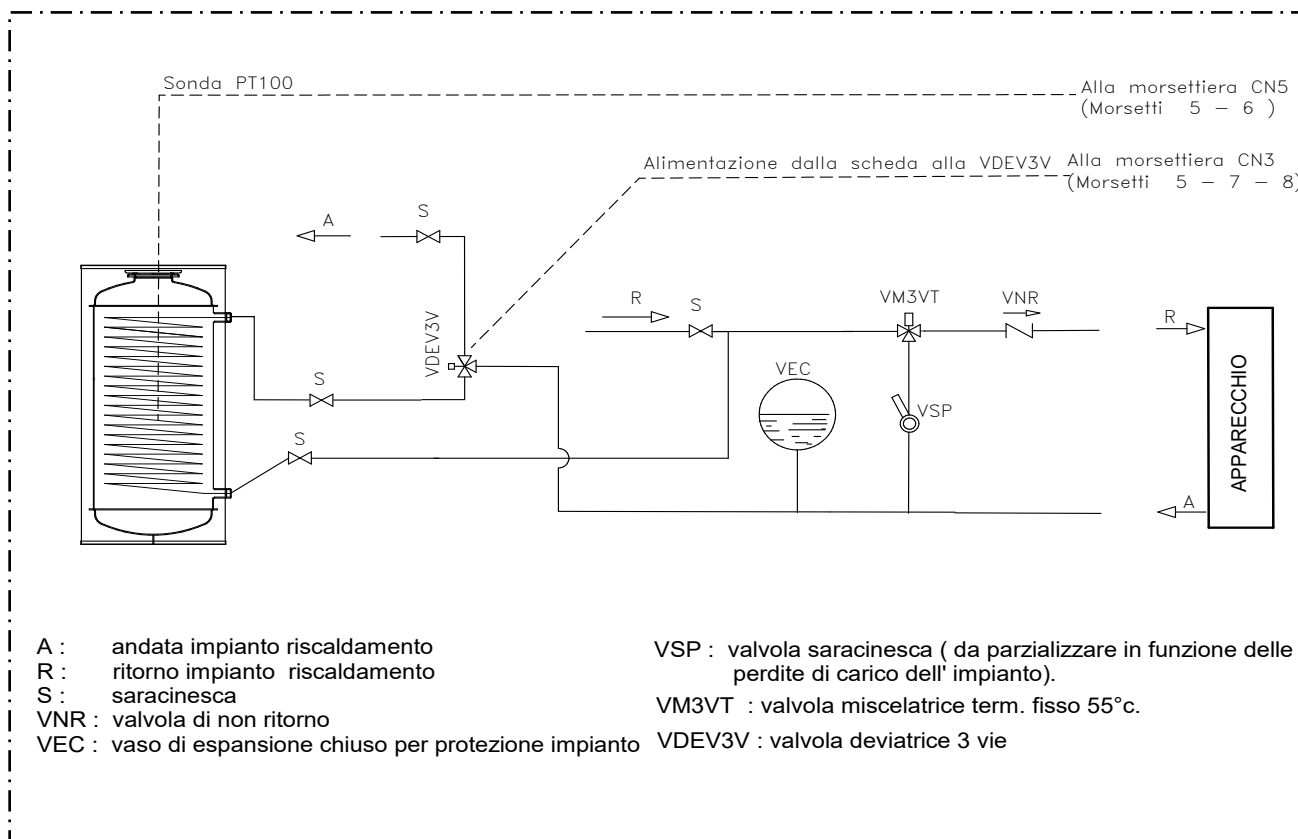 Sonda PT100
Alla morsettiera CN5
(Morsetti 5 – 6 )
Alimentazione dalla scheda alla VDEV3V
Alla morsettiera CN3
(Morsetti 5 – 7 – 8)
A
S
R
S
VM3VT
VNR
R
VDEV3V
VEC
S
VSP
S
APPARECCHIO
A
A : andata impianto riscaldamento
R : ritorno impianto riscaldamento
S : saracinesca
VNR : valvola di non ritorno
VEC : vaso di espansione chiuso per protezione impianto
VSP : valvola saracinesca ( da parzializzare in funzione delle
perdite di carico dell' impianto).
VM3VT : valvola miscelatrice term. fisso 55°c.
VDEV3V : valvola deviatrice 3 vie